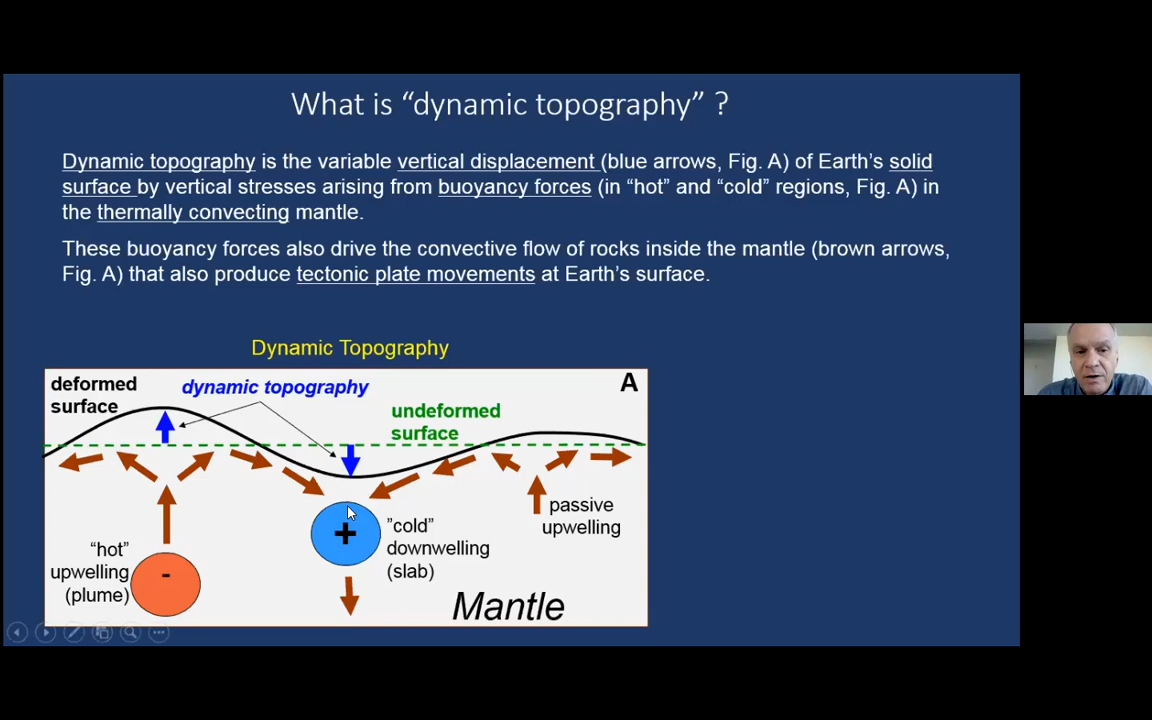 What is “dynamic topography” ?
Dynamic topography is the variable vertical displacement (blue arrows, Fig. A) of Earth’s solid
surface by vertical stresses arising from buoyancy forces (in “hot” and “cold” regions, Fig. A) in
the thermally convecting mantle.
These buoyancy forces also drive the convective flow of rocks inside the mantle (brown arrows,
Fig. A) that also produce tectonic plate movements at Earth’s surface.
Dynamic Topography
deformed
surface
dynamic topography
undeformed
surface
A
passive
upwelling
“hot”
upwelling
(plume)
-
+
”cold”
downwelling
(slab)
Mantle